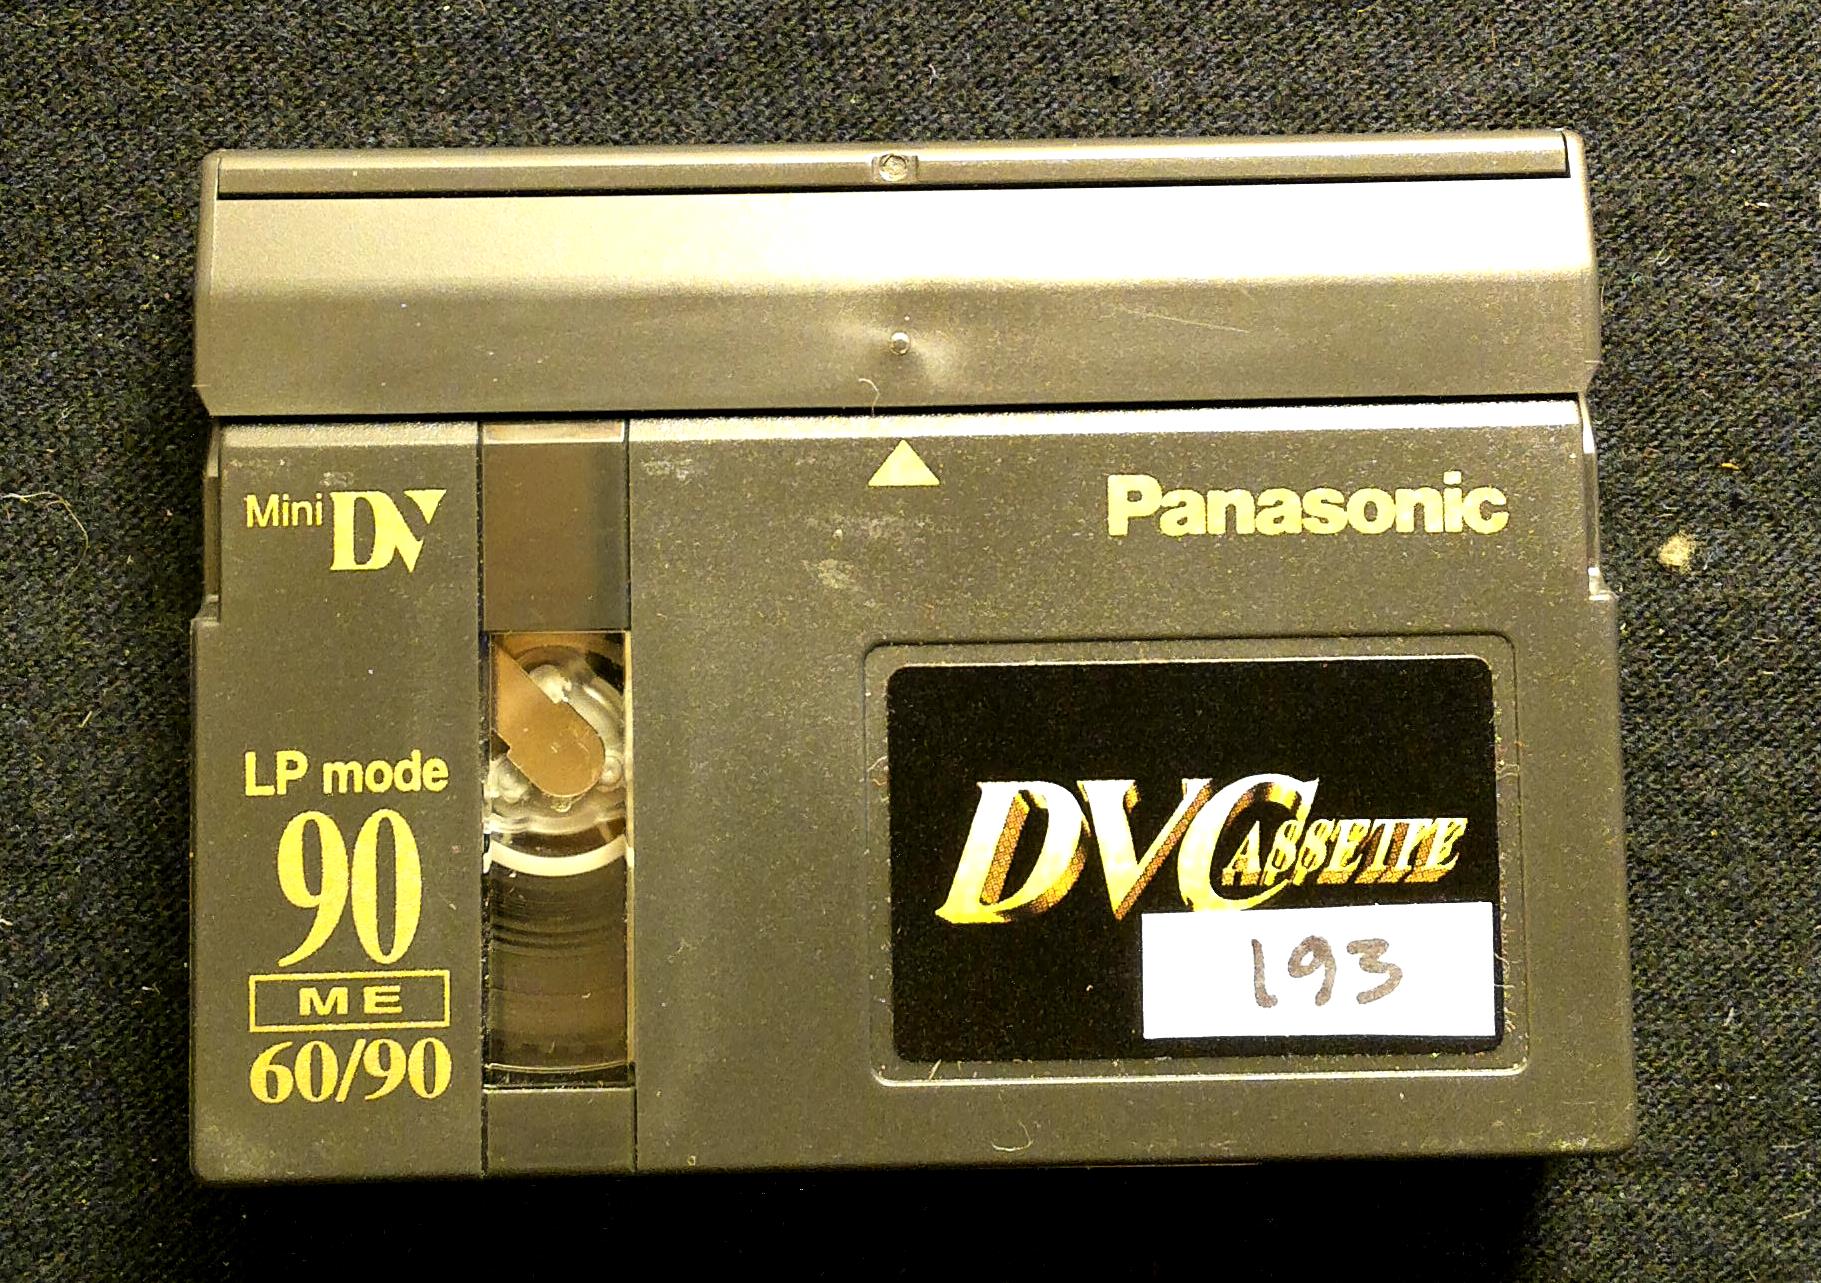 Mini DV
Panasonic
LP mode
90
ME
60/90
DVCASSETTE
193